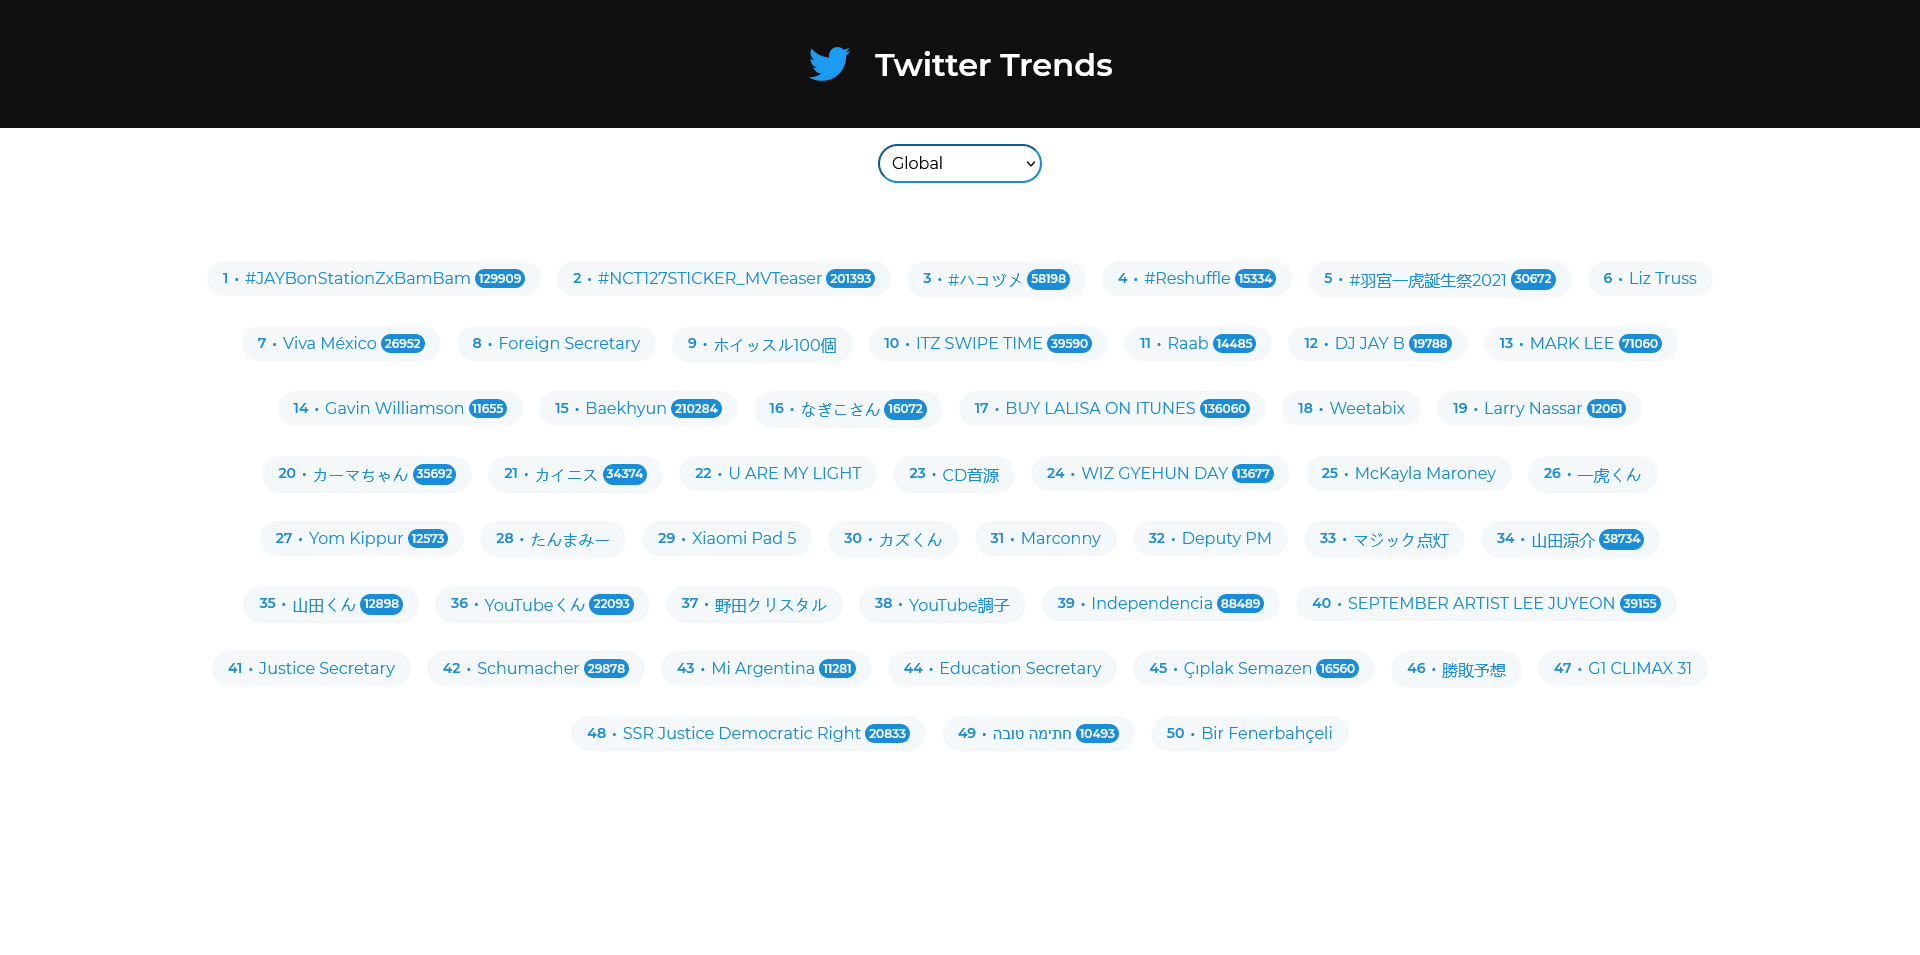 Twitter Trends
Global
1 • #JAYBonStationZxBamBam 129909 2 • #NCT127STICKER_MVTeaser 201393 3 • #ハコヅメ 58198 4 • #Reshuffle 15334 5 • #羽宮一虎誕生祭2021 30672 6 • Liz Truss
7 • Viva México 26952 8 • Foreign Secretary 9 • ホイッスル100個 10 • ITZ SWIPE TIME 39590 11 • Raab 14485 12 • DJ JAY B 19788 13 • MARK LEE 71060
14 • Gavin Williamson 11655 15 • Baekhyun 210284 16 • なぎこさん 16072 17 • BUY LALISA ON ITUNES 136060 18 • Weetabix 19 • Larry Nassar 12061
20 • カーマちゃん 35692 21 • カイニス 34374 22 • U ARE MY LIGHT 23 • CD音源 24 • WIZ GYEHUN DAY 13677 25 • McKayla Maroney 26 • 一虎くん
27 • Yom Kippur 12573 28 • たんまみー 29 • Xiaomi Pad 5 30 • カズくん 31 • Marconny 32 • Deputy PM 33 • マジック点灯 34 • 山田涼介 38734
35 • 山田くん 12898 36 • YouTubeくん 22093 37 • 野田クリスタル 38 • YouTube調子 39 • Independencia 88489 40 • SEPTEMBER ARTIST LEE JUYEON 39155
41 • Justice Secretary 42 • Schumacher 29878 43 • Mi Argentina 11281 44 • Education Secretary 45 • Çıplak Semazen 16560 46 • 勝敗予想 47 • G1 CLIMAX 31
48 • SSR Justice Democratic Right 20833 49 • חתימה טובה 10493 50 • Bir Fenerbahçeli